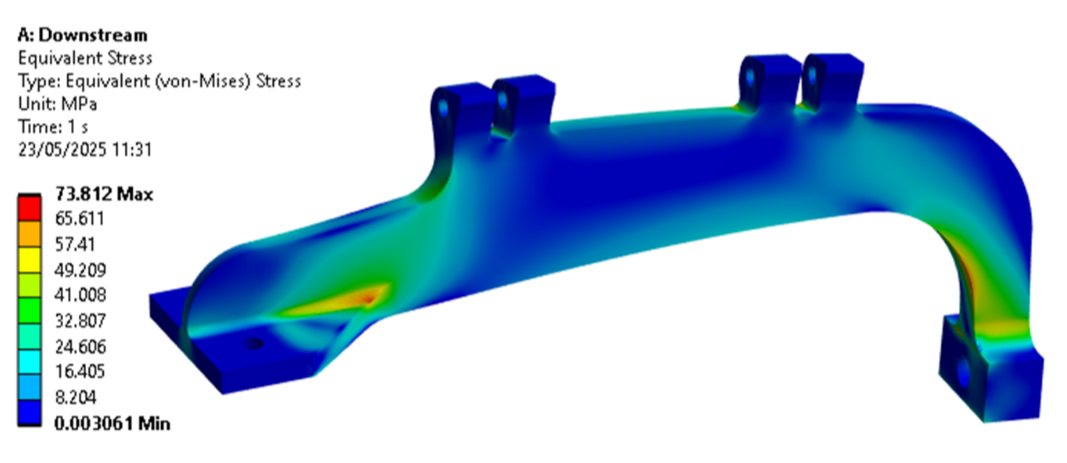 A: Downstream
Equivalent Stress
Type: Equivalent (von-Mises) Stress
Unit: MPa
Time: 1 s
23/05/2025 11:31
73.812 Max
65.611
57.41
49.209
41.008
32.807
24.606
16.405
8.204
0.003061 Min